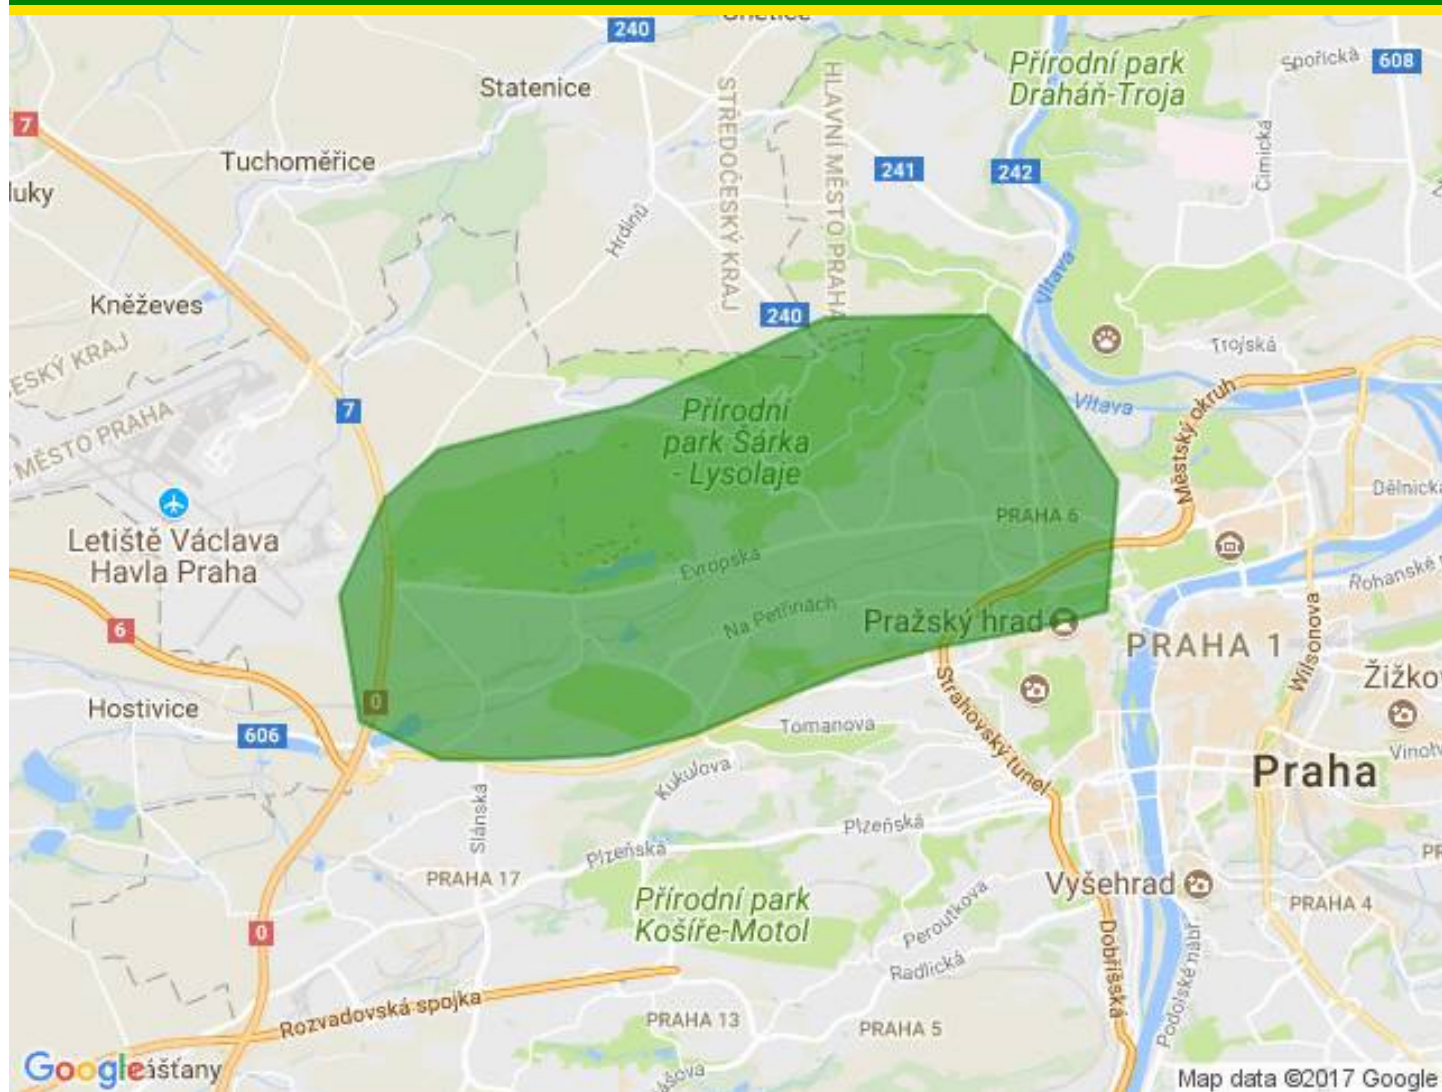 240
Statenice
Přírodní park
Draháň-Troja
Spořická
608
7
Tuchoměřice
STŘEDOČESKÝ KRAJ
HLAVNÍ MĚSTO PRAHA
241
242
Čimická
Hrdinů
Vltava
Kněževes
240
ESKÝ KRAJ
MĚSTO PRAHA
Trojská
7
Přírodní
park Šárka
- Lysolaje
Vltava
Městský okruh
Dělnická
PRAHA 6
Letiště Václava
Havla Praha
Evropská
Rohanské
Na Petřinách
Pražský hrad
PRAHA 1
Wilsonova
6
Žižko
Hostivice
606
0
Strahovský tunel
Tomanova
Praha
Kukulova
Slánská
Plzeňská
Plzeňská
PRAHA 17
Přírodní park
Košíře-Motol
Peroutkova
Vyšehrad
PRAHA 4
0
Radlická
Dobříšská
Podolské nábř
Rozvadovská spojka
PRAHA 13
PRAHA 5
Google
ášťany
Map data ©2017 Google